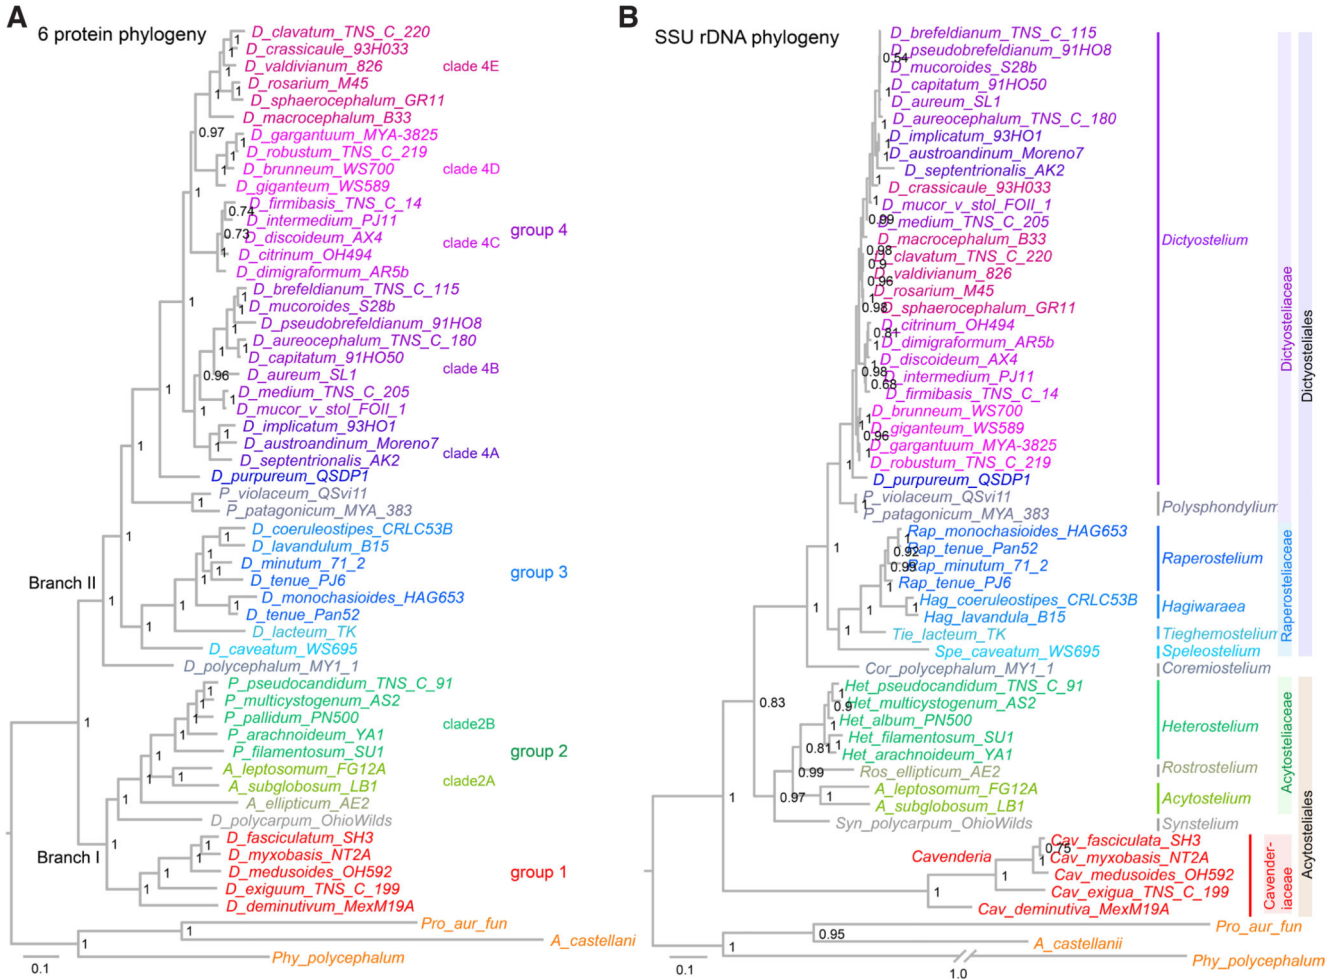 A
6 protein phylogeny
D_clavatum_TNS_C_220
D_crassicaule_93H033
D_valdivianum_826
clade 4E
D_rosarium_M45
D_sphaerocephalum_GR11
D_macrocephalum_B33
D_gargantuum_MYA-3825
D_robustum_TNS_C_219
D_brunneum_WS700
clade 4D
D_giganteum_WS589
D_firmibasis_TNS_C_14
D_intermedium_PJ11
D_discoideum_AX4
clade 4C
group 4
D_citrinum_OH494
D_dimigraformum_AR5b
D_brefeldianum_TNS_C_115
D_mucoroides_S28b
D_pseudobrefeldianum_91HO8
D_aureocephalum_TNS_C_180
D_capitatum_91HO50
clade 4B
D_aureum_SL1
D_medium_TNS_C_205
D_mucor_v_stol_FOII_1
D_implicatum_93HO1
D_austroandinum_Moreno7
clade 4A
D_septentrionalis_AK2
D_purpureum_QSDP1
P_violaceum_QSvi11
P_patagonicum_MYA_383
D_coeruleostipes_CRLC53B
D_lavandulum_B15
D_minutum_71_2
group 3
D_tenue_PJ6
D_monochasioides_HAG653
D_tenue_Pan52
D_lacteum_TK
D_caveatum_WS695
D_polycephalum_MY1_1
Branch II
P_pseudocandidum_TNS_C_91
P_multicystogenum_AS2
P_pallidum_PN500
clade2B
P_arachnoideum_YA1
P_filamentosum_SU1
group 2
A_leptosomum_FG12A
clade2A
A_subglobosum_LB1
A_ellipticum_AE2
D_polycarpum_OhioWilds
D_fasciculatum_SH3
Branch I
D_myxobasis_NT2A
D_medusoides_OH592
group 1
D_exiguum_TNS_C_199
D_deminutivum_MexM19A
Pro_aur_fun
A_castellani
Phy_polycephalum
0.97
0.74
0.73
0.96
1
0.1
B
SSU rDNA phylogeny
D_brefeldianum_TNS_C_115
D_pseudobrefeldianum_91HO8
D_mucoroides_S28b
D_capitatum_91HO50
D_aureum_SL1
D_aureocephalum_TNS_C_180
D_implicatum_93HO1
D_austroandinum_Moreno7
D_septentrionalis_AK2
D_crassicaule_93H033
D_mucor_v_stol_FOII_1
D_medium_TNS_C_205
D_macrocephalum_B33
Dictyostelium
D_clavatum_TNS_C_220
D_valdivianum_826
D_rosarium_M45
D_sphaerocephalum_GR11
D_citrinum_OH494
D_dimigraformum_AR5b
D_discoideum_AX4
D_intermedium_PJ11
D_firmibasis_TNS_C_14
D_brunneum_WS700
D_giganteum_WS589
D_gargantuum_MYA-3825
D_robustum_TNS_C_219
D_purpureum_QSDP1
P_violaceum_QSvi11
Polysphondylium
P_patagonicum_MYA_383
Rap_monochasioides_HAG653
Rap_tenue_Pan52
Raperostelium
Rap_minutum_71_2
Rap_tenue_PJ6
Hag_coeruleostipes_CRLC53B
Hagiwaraea
Hag_lavandula_B15
Tie_lacteum_TK
Tieghemostelium
Spe_caveatum_WS695
Speleostelium
Cor_polycephalum_MY1_1
Coremiostelium
Het_pseudocandidum_TNS_C_91
Het_multicystogenum_AS2
Het_album_PN500
Heterostelium
Het_filamentosum_SU1
Het_arachnoideum_YA1
Ros_ellipticum_AE2
Rostrostelium
A_leptosomum_FG12A
Acytostelium
A_subglobosum_LB1
Syn_polycarpum_OhioWilds
Synstelium
Cav_fasciculata_SH3
Cavenderia
Cav_myxobasis_NT2A
Cav_medusoides_OH592
Cav_exigua_TNS_C_199
Cav_deminutiva_MexM19A
Pro_aur_fun
A_castellanii
Phy_polycephalum
0.54
0.99
0.98
0.9
0.96
0.98
0.81
0.98
0.68
0.96
0.92
0.99
0.83
0.9
0.81
0.99
0.97
0.75
0.95
1
0.1
1.0
Dictyosteliaceae
Raperosteliaceae
Acytosteliaceae
Cavender-
iaceae
Dictyosteliales
Acytosteliales